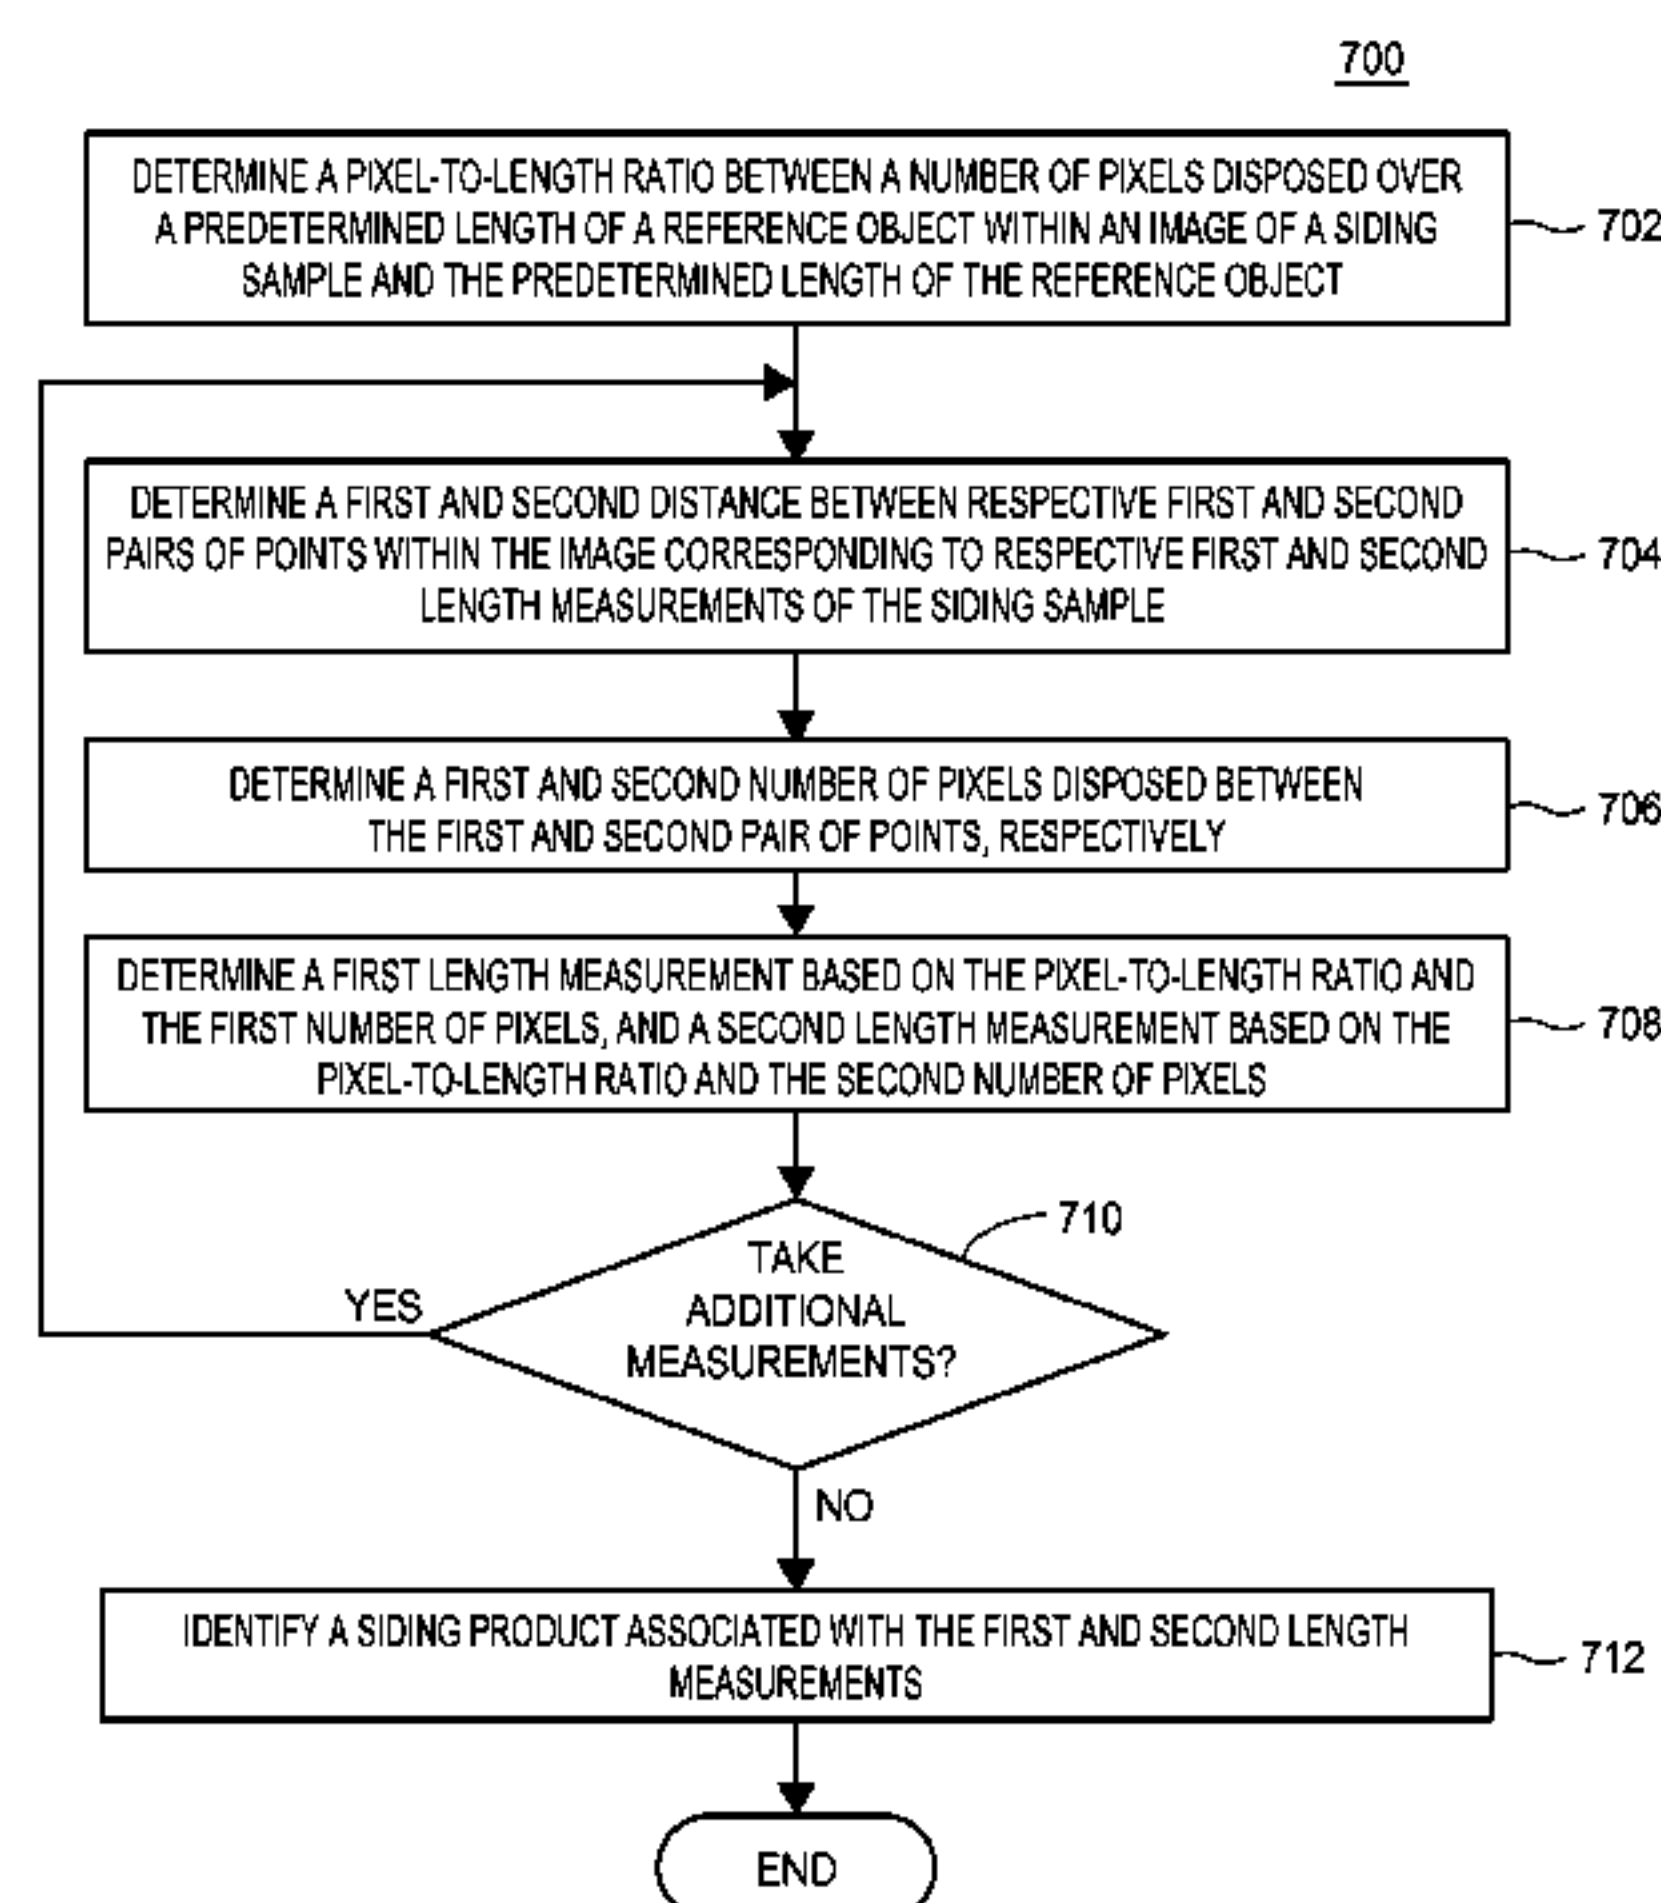 700
DETERMINE A PIXEL-TO-LENGTH RATIO BETWEEN A NUMBER OF PIXELS DISPOSED OVER
A PREDETERMINED LENGTH OF A REFERENCE OBJECT WITHIN AN IMAGE OF A SIDING
SAMPLE AND THE PREDETERMINED LENGTH OF THE REFERENCE OBJECT
702
DETERMINE A FIRST AND SECOND DISTANCE BETWEEN RESPECTIVE FIRST AND SECOND
PAIRS OF POINTS WITHIN THE IMAGE CORRESPONDING TO RESPECTIVE FIRST AND SECOND
LENGTH MEASUREMENTS OF THE SIDING SAMPLE
704
DETERMINE A FIRST AND SECOND NUMBER OF PIXELS DISPOSED BETWEEN
THE FIRST AND SECOND PAIR OF POINTS, RESPECTIVELY
706
DETERMINE A FIRST LENGTH MEASUREMENT BASED ON THE PIXEL-TO-LENGTH RATIO AND
THE FIRST NUMBER OF PIXELS, AND A SECOND LENGTH MEASUREMENT BASED ON THE
PIXEL-TO-LENGTH RATIO AND THE SECOND NUMBER OF PIXELS
708
710
TAKE
ADDITIONAL
MEASUREMENTS?
YES
NO
IDENTIFY A SIDING PRODUCT ASSOCIATED WITH THE FIRST AND SECOND LENGTH
MEASUREMENTS
712
END